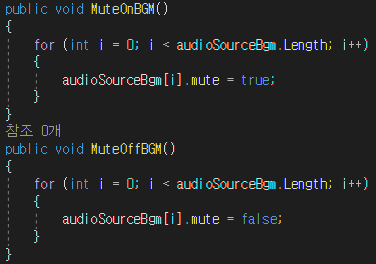 public void MuteOnBGM()
{
for (int i = 0; i < audioSourceBgm.Length; i++)
{
audioSourceBgm[i].mute = true;
}
}
참조 0개
public void MuteOffBGM()
{
for (int i = 0; i < audioSourceBgm.Length; i++)
{
audioSourceBgm[i].mute = false;
}
}